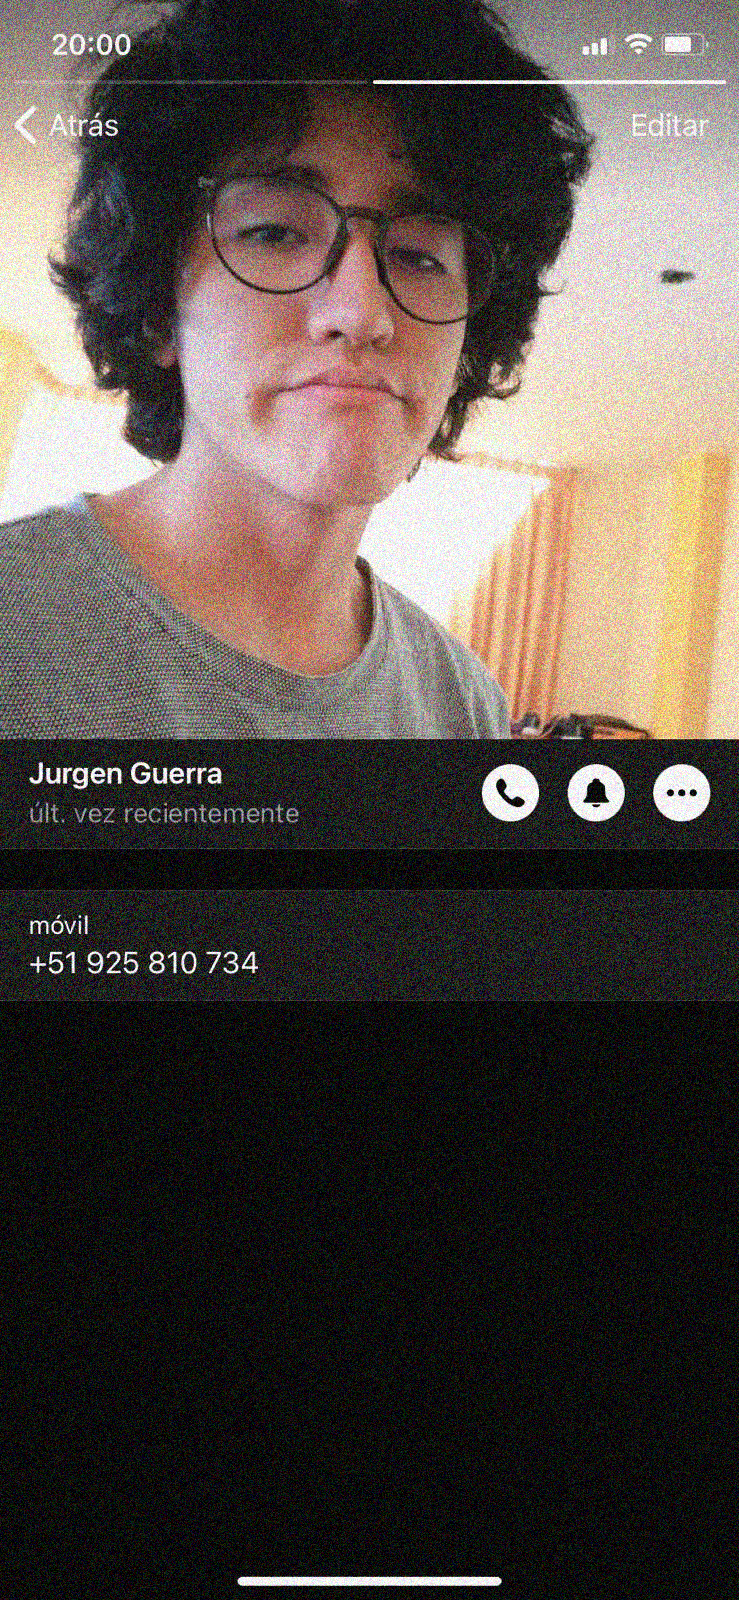 20:00
Atrás
Editar
Jurgen Guerra
últ. vez recientemente
móvil
+51 925 810 734